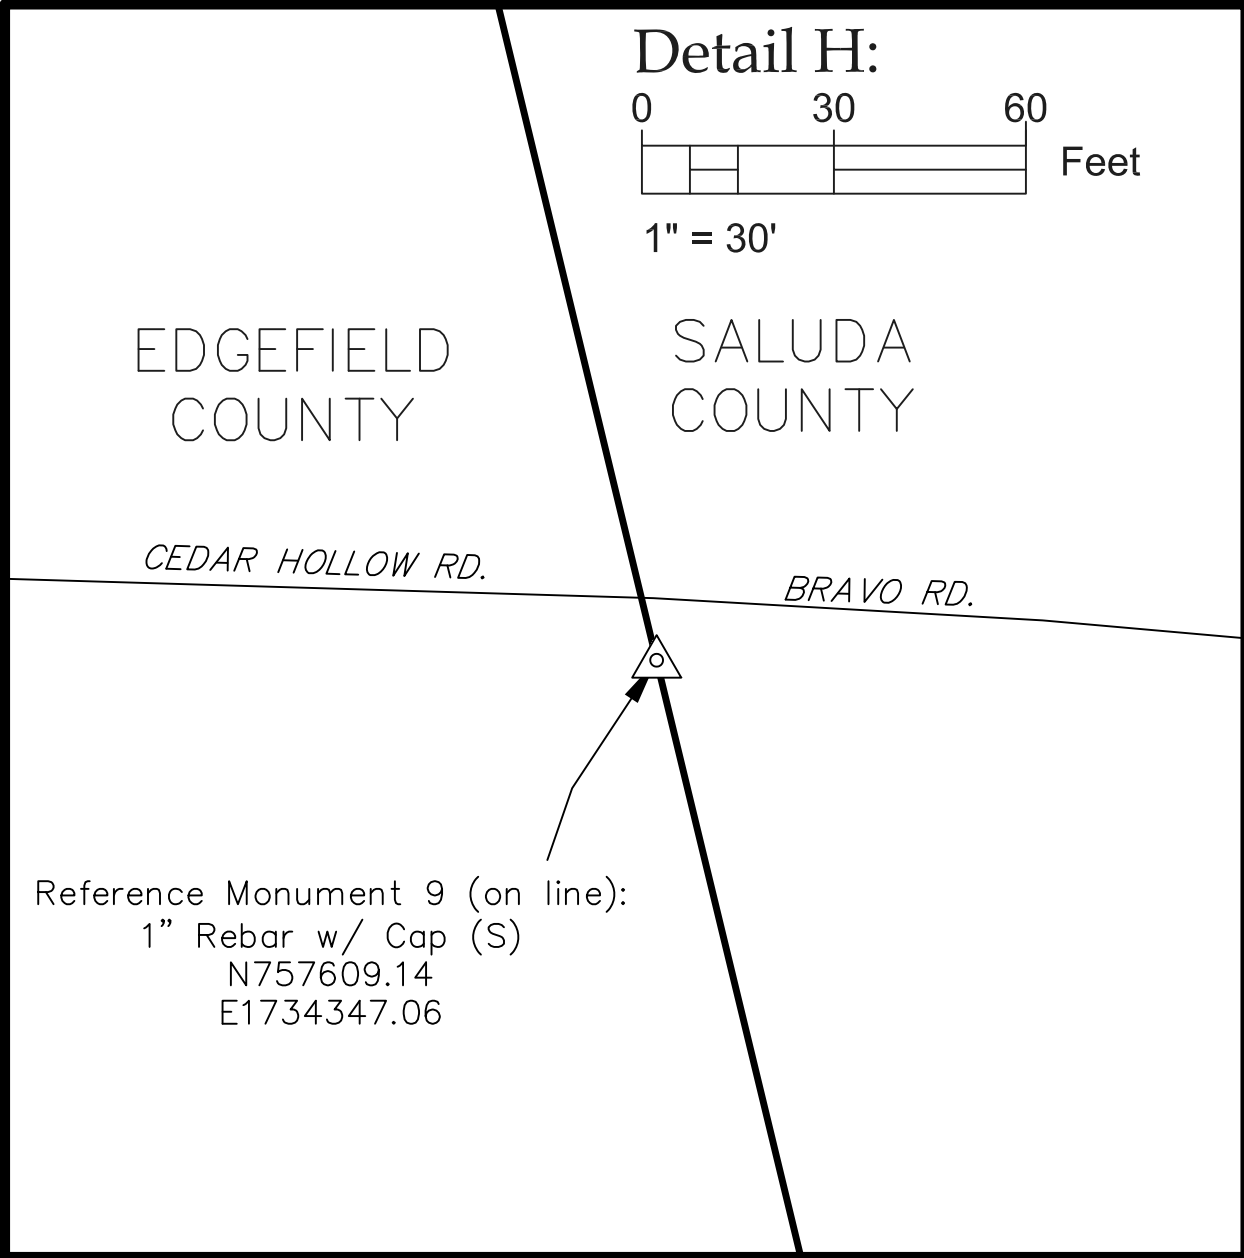 Detail H:
0 30 60
Feet
1" = 30'
EDGEFIELD
COUNTY
SALUDA
COUNTY
CEDAR HOLLOW RD.
BRAVO RD.
Reference Monument 9 (on line):
1” Rebar w/ Cap (S)
N757609.14
E1734347.06